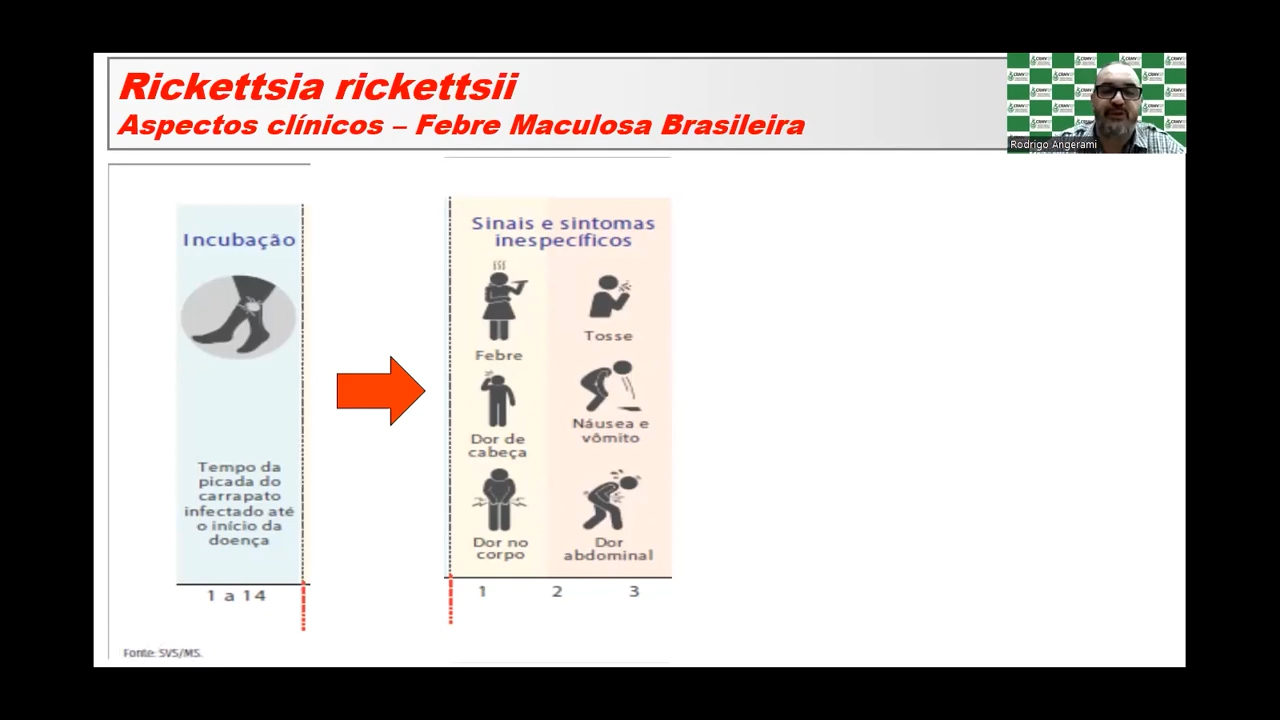 Rickettsia rickettsii
Aspectos clínicos – Febre Maculosa Brasileira
Rodrigo Angerami
Incubação
Tempo da
picada do
carrapato
infectado até
o início da
doença
1 a 14
Sinais e sintomas
inespecíficos
Febre
Tosse
Dor de
cabeça
Náusea e
vômito
Dor no
corpo
Dor
abdominal
1 2 3
Fonte: SVS/MS.